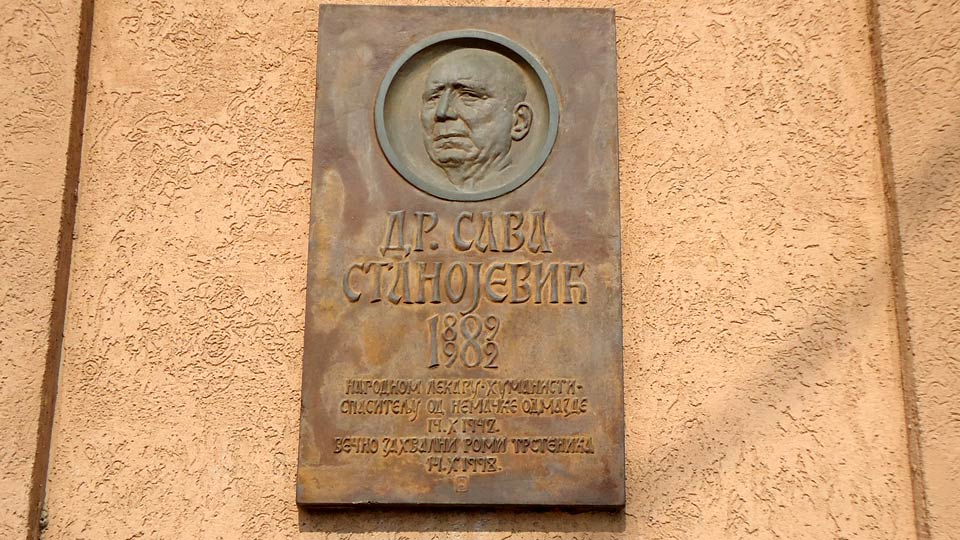 ДР. САВА
СТАНОЈЕВИЋ
1889
1982
НАРОДНОМ ЛЕКАРУ·ХУМАНИСТИ-
СПАСИТЕЉУ ОД НЕМАЧКЕ ОДМАЗДЕ
14.X 1942.
ВЕЧНО ЗАХВАЛНИ РОМИ ТРСТЕНИКА
14.X 1998.